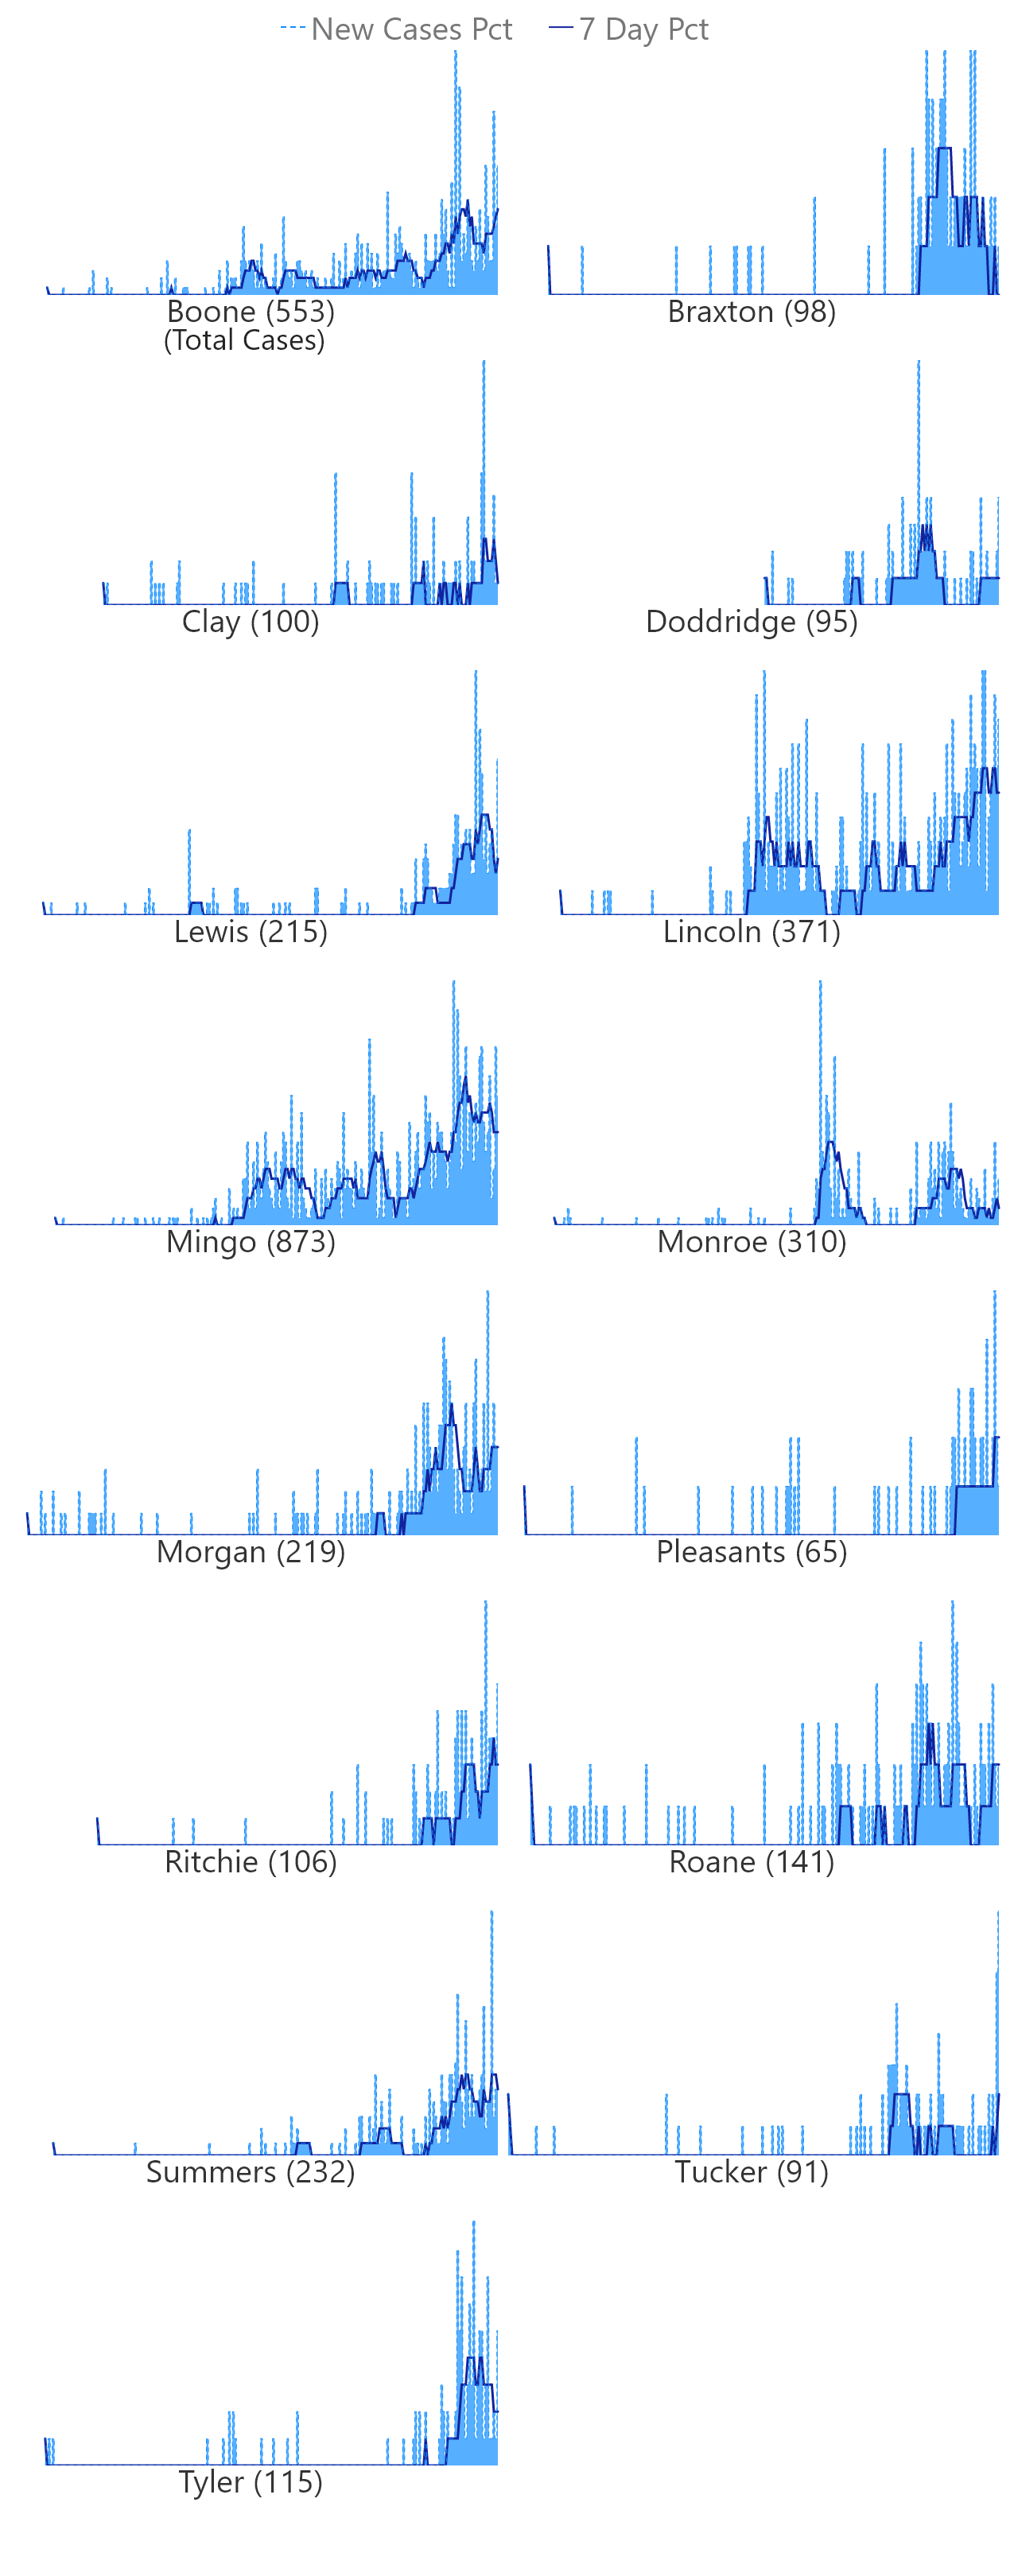 New Cases Pct 7 Day Pct
Boone (553) Braxton (98)
(Total Cases)
Clay (100) Doddridge (95)
Lewis (215) Lincoln (371)
Mingo (873) Monroe (310)
Morgan (219) Pleasants (65)
Ritchie (106) Roane (141)
Summers (232) Tucker (91)
Tyler (115)